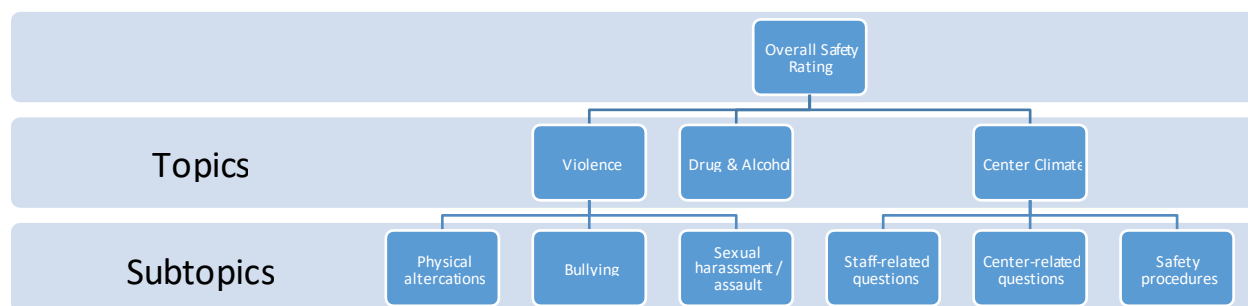 Overall Safety
Rating
Topics
Violence
Drug & Alcohol
Center Climate
Subtopics
Physical
altercations
Bullying
Sexual
harassment /
assault
Staff-related
questions
Center-related
questions
Safety
procedures